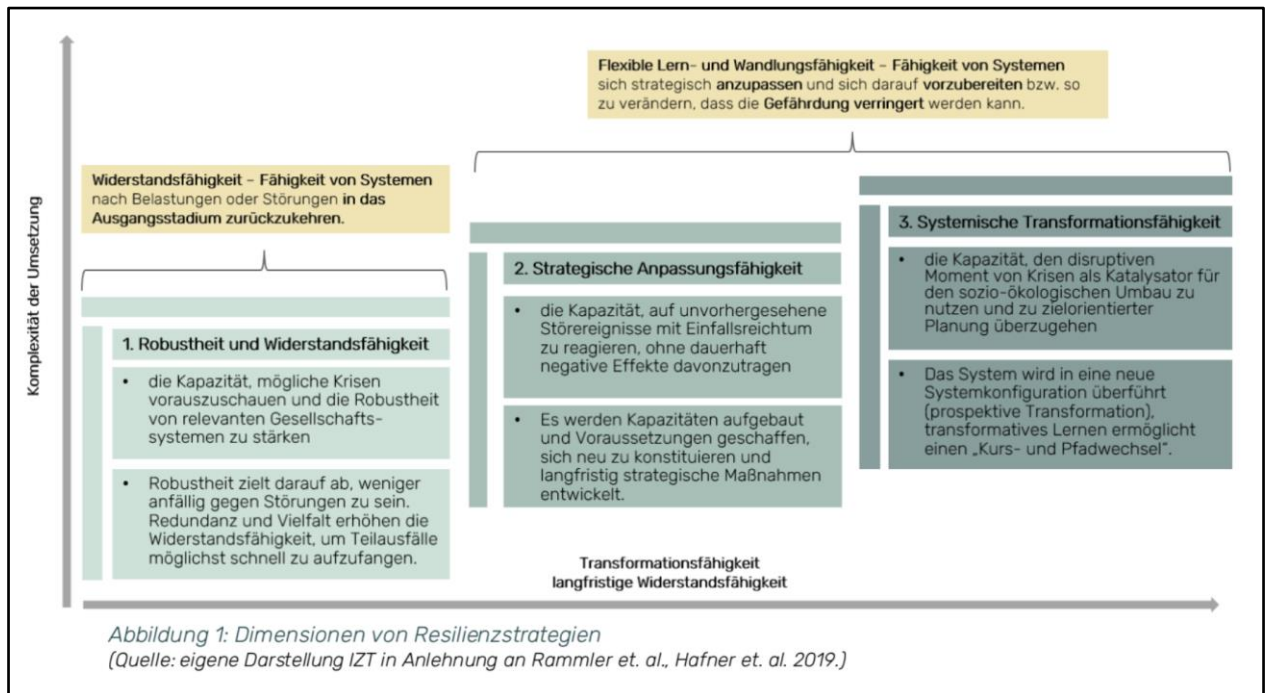 Komplexität der Umsetzung
Flexible Lern- und Wandlungsfähigkeit – Fähigkeit von Systemen
sich strategisch anzupassen und sich darauf vorzubereiten bzw. so
zu verändern, dass die Gefährdung verringert werden kann.
Widerstandsfähigkeit – Fähigkeit von Systemen
nach Belastungen oder Störungen in das
Ausgangsstadium zurückzukehren.
1. Robustheit und Widerstandsfähigkeit
• die Kapazität, mögliche Krisen
vorauszuschauen und die Robustheit
von relevanten Gesellschafts-
systemen zu stärken
• Robustheit zielt darauf ab, weniger
anfällig gegen Störungen zu sein.
Redundanz und Vielfalt erhöhen die
Widerstandsfähigkeit, um Teilausfälle
möglichst schnell zu aufzufangen.
2. Strategische Anpassungsfähigkeit
• die Kapazität, auf unvorhergesehene
Störereignisse mit Einfallsreichtum
zu reagieren, ohne dauerhaft
negative Effekte davonzutragen
• Es werden Kapazitäten aufgebaut
und Voraussetzungen geschaffen,
sich neu zu konstituieren und
langfristig strategische Maßnahmen
entwickelt.
3. Systemische Transformationsfähigkeit
• die Kapazität, den disruptiven
Moment von Krisen als Katalysator für
den sozio-ökologischen Umbau zu
nutzen und zu zielorientierter
Planung überzugehen
• Das System wird in eine neue
Systemkonfiguration überführt
(prospektive Transformation),
transformatives Lernen ermöglicht
einen „Kurs- und Pfadwechsel“.
Transformationsfähigkeit
langfristige Widerstandsfähigkeit
Abbildung 1: Dimensionen von Resilienzstrategien
(Quelle: eigene Darstellung IZT in Anlehnung an Rammler et. al., Hafner et. al. 2019.)